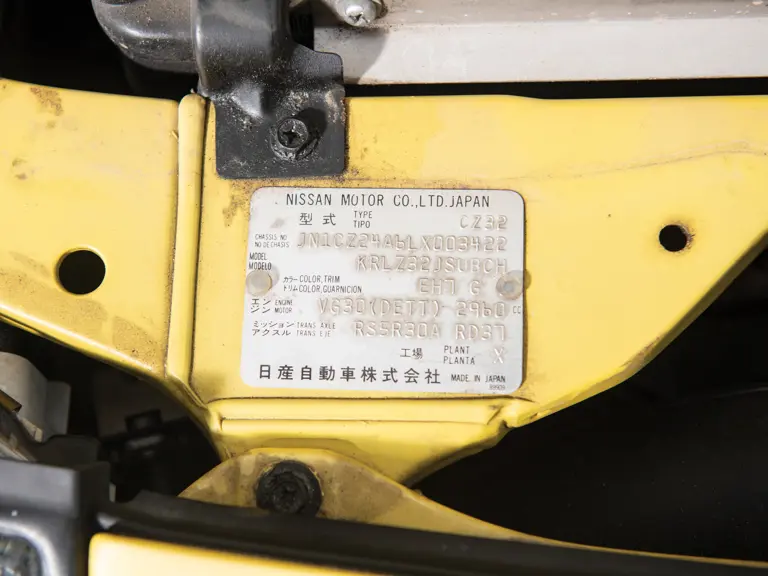 NISSAN MOTOR CO.,LTD.JAPAN
型式 TYPE TIPO CZ32
CHASSIS NO NO DE CHASIS JN1CZ24A6LX003422
MODEL MODELO KRLZ32JSUBCH
カラー COLOR,TRIM トリム COLOR,GUARNICION EH7 G
エンジン ENGINE MOTOR VG30(DETT)-2960 CC
ミッション TRANS AXLE アクスル TRANS EJE RS5R30A RD37
工場 PLANT PLANTA X
日産自動車株式会社 MADE IN JAPAN